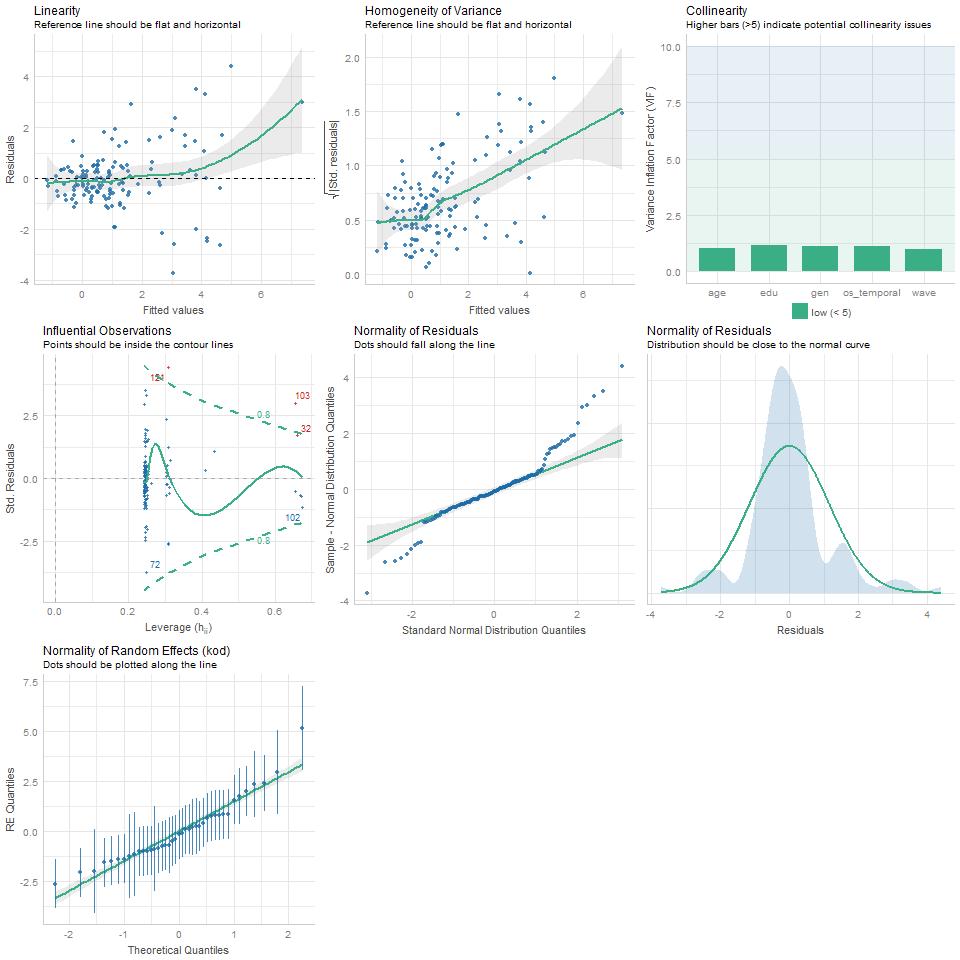 Linearity
Reference line should be flat and horizontal
Residuals
4
2
0
-2
-4
0
2
4
6
Fitted values
Homogeneity of Variance
Reference line should be flat and horizontal
√|Std. residuals|
2.0
1.5
1.0
0.5
0.0
0
2
4
6
Fitted values
Collinearity
Higher bars (>5) indicate potential collinearity issues
Variance Inflation Factor (VIF)
10.0
7.5
5.0
2.5
0.0
age
edu
gen
os_temporal
wave
low (< 5)
Influential Observations
Points should be inside the contour lines
Std. Residuals
2.5
0.0
-2.5
103
32
0.8
102
0.8
72
0.0
0.2
0.4
0.6
Leverage (hii)
Normality of Residuals
Dots should fall along the line
Sample - Normal Distribution Quantiles
4
2
0
-2
-4
-2
0
2
Standard Normal Distribution Quantiles
Normality of Residuals
Distribution should be close to the normal curve
-4
-2
0
2
4
Residuals
Normality of Random Effects (kod)
Dots should be plotted along the line
RE Quantiles
7.5
5.0
2.5
0.0
-2.5
-2
-1
0
1
2
Theoretical Quantiles